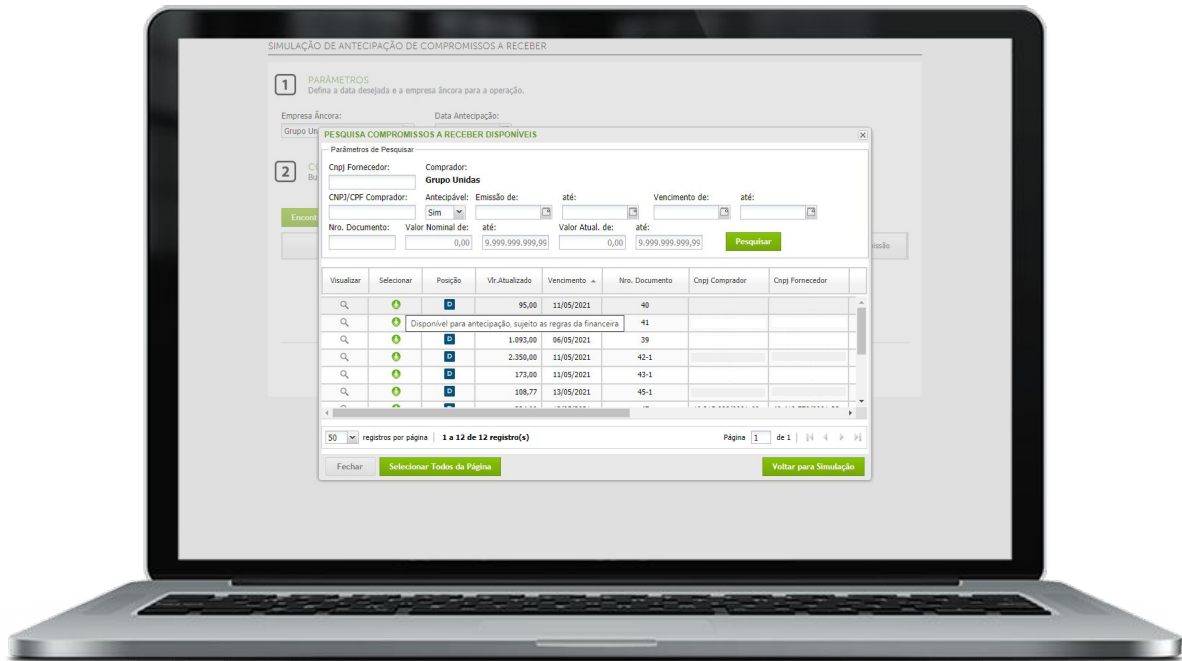 SIMULAÇÃO DE ANTECIPAÇÃO DE COMPROMISSOS A RECEBER
1 PARÂMETROS
Defina a data desejada e a empresa âncora para a operação.
Empresa Âncora: Data Antecipação:
Grupo Un
PESQUISA COMPROMISSOS A RECEBER DISPONÍVEIS
Parâmetros de Pesquisar
2
Bu
Cnpj Fornecedor: Comprador:
Grupo Unidas
CNPJ/CPF Comprador: Antecipável: Emissão de: até: Vencimento de: até:
Sim
Encont
Nro. Documento: Valor Nominal de: até: Valor Atual. de: até:
0,00 9.999.999.999,99 0,00 9.999.999.999,99 Pesquisar
issão
Visualizar Selecionar Posição Vlr.Atualizado Vencimento Nro. Documento Cnpj Comprador Cnpj Fornecedor
D 95,00 11/05/2021 40
Disponível para antecipação, sujeito as regras da financeira 41
D 1.093,00 06/05/2021 39
D 2.350,00 11/05/2021 42-1
D 173,00 11/05/2021 43-1
D 108,77 13/05/2021 45-1
50 registros por página 1 a 12 de 12 registro(s) Página 1 de 1
Fechar Selecionar Todos da Página Voltar para Simulação